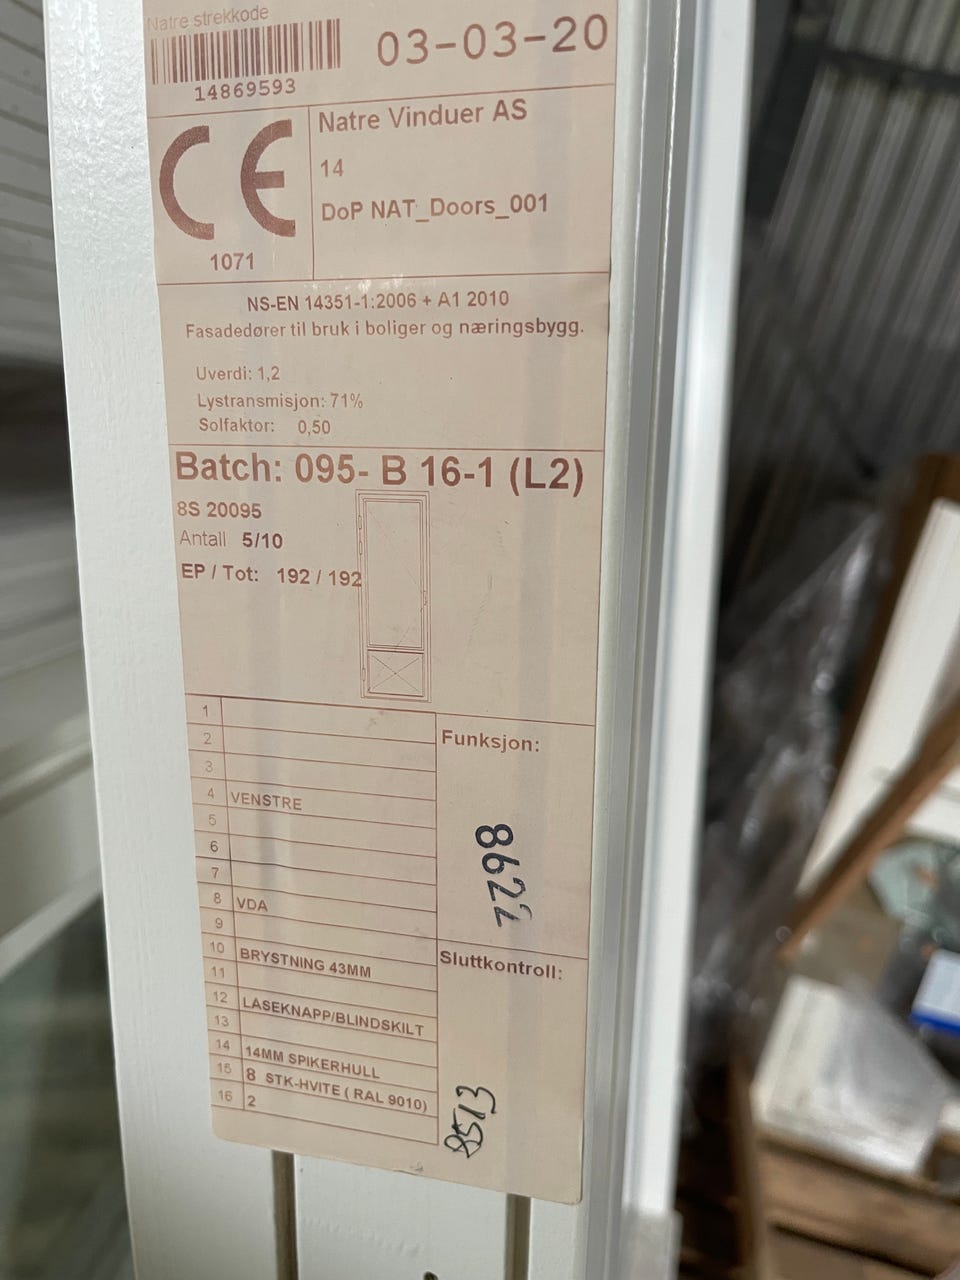 Natre strekkode
14869593
03-03-20
CE
1071
Natre Vinduer AS
14
DoP NAT_Doors_001
NS-EN 14351-1:2006 + A1 2010
Fasadedører til bruk i boliger og næringsbygg.
Uverdi: 1,2
Lystransmisjon: 71%
Solfaktor: 0,50
Batch: 095- B 16-1 (L2)
8S 20095
Antall 5/10
EP / Tot: 192 / 192
1
2
3
4 VENSTRE
5
6
7
8 VDA
9
10 BRYSTNING 43MM
11
12 LÅSEKNAPP/BLINDSKILT
13
14 14MM SPIKERHULL
15 8 STK-HVITE ( RAL 9010)
16 2
Funksjon:
8622
Sluttkontroll:
8513